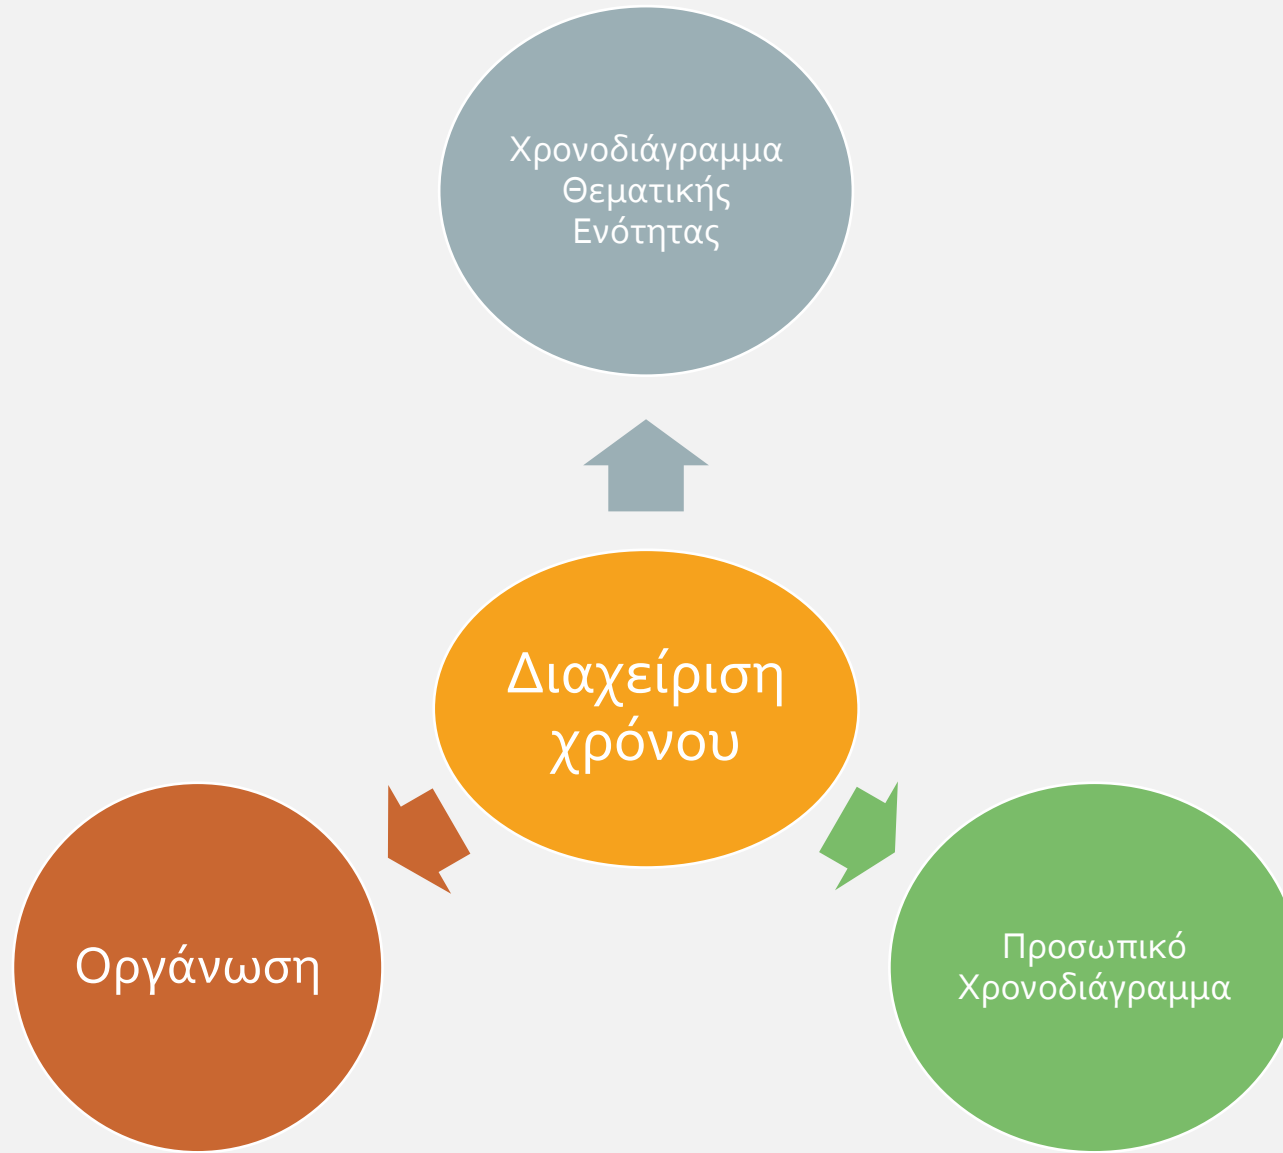 Χρονοδιάγραμμα
Θεματικής
Ενότητας
Διαχείριση
χρόνου
Οργάνωση
Προσωπικό
Χρονοδιάγραμμα